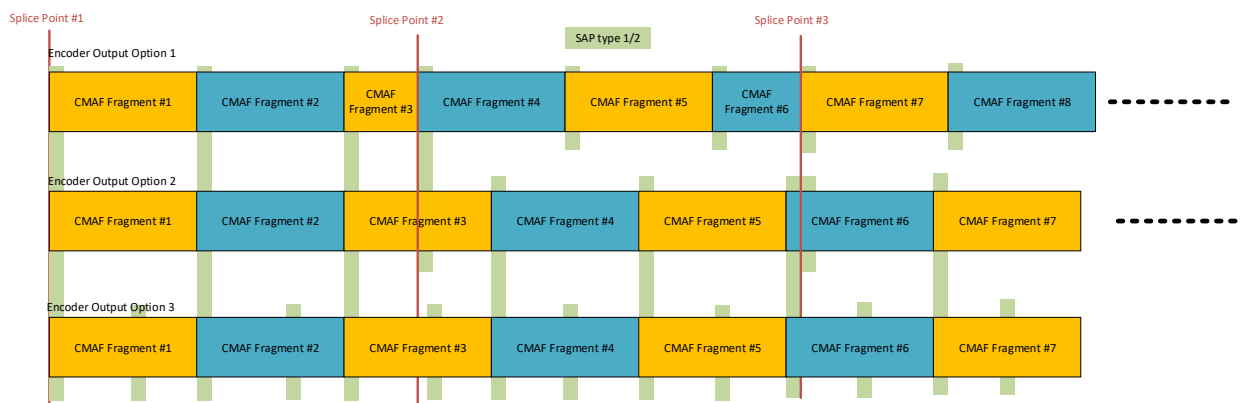 Splice Point #1
Splice Point #2
Splice Point #3
SAP type 1/2
Encoder Output Option 1
CMAF Fragment #1
CMAF Fragment #2
CMAF
Fragment #3
CMAF Fragment #4
CMAF Fragment #5
CMAF
Fragment #6
CMAF Fragment #7
CMAF Fragment #8
Encoder Output Option 2
CMAF Fragment #1
CMAF Fragment #2
CMAF Fragment #3
CMAF Fragment #4
CMAF Fragment #5
CMAF Fragment #6
CMAF Fragment #7
Encoder Output Option 3
CMAF Fragment #1
CMAF Fragment #2
CMAF Fragment #3
CMAF Fragment #4
CMAF Fragment #5
CMAF Fragment #6
CMAF Fragment #7